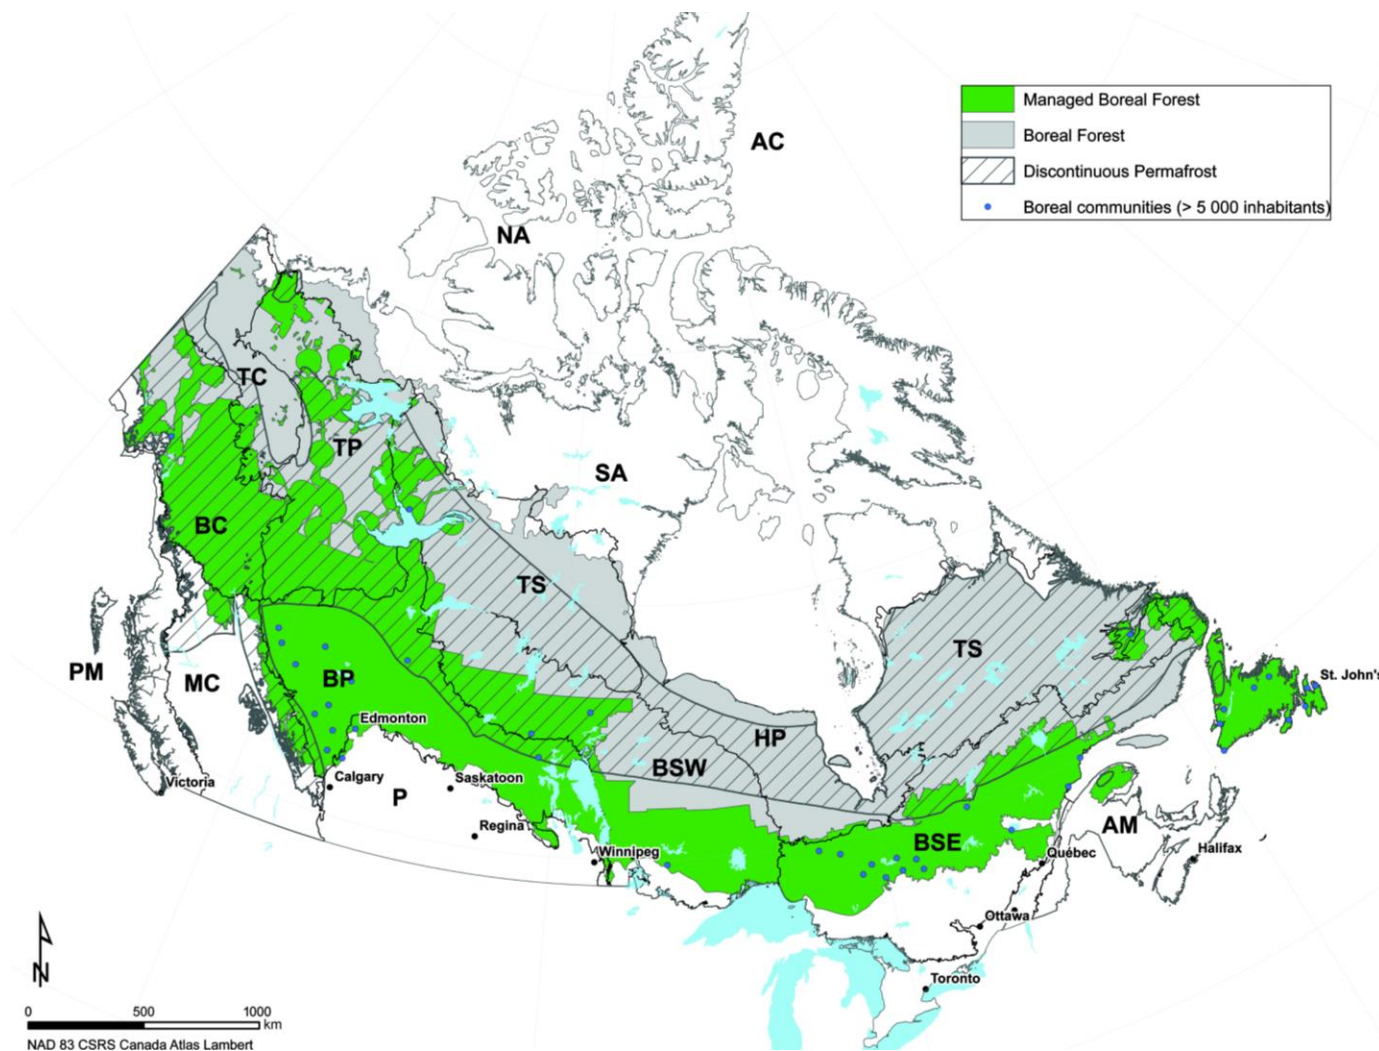 AC
Managed Boreal Forest
Boreal Forest
Discontinuous Permafrost
Boreal communities (> 5 000 inhabitants)
NA
TC
TP
SA
BC
TS
TS
PM
MC
BP
St. John's
Edmonton
HP
BSW
Calgary
Saskatoon
Victoria
P
Regina
AM
BSE
Winnipeg
Québec
Halifax
Ottawa
Toronto
N
0 500 1000
km
NAD 83 CSRS Canada Atlas Lambert